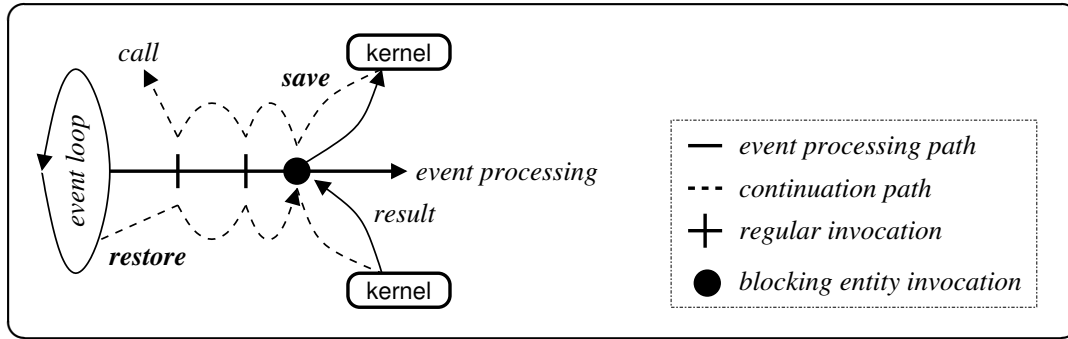 call
kernel
save
event loop
event processing
result
restore
kernel
event processing path
continuation path
regular invocation
blocking entity invocation